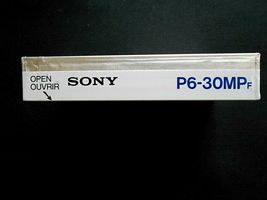 OPEN
OUVRIR
SONY
P6-30MPF